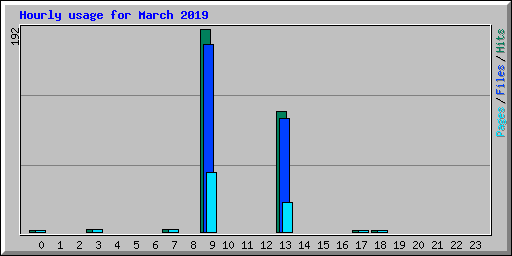 Hourly usage for March 2019
192
Pages/Files/Hits
0 1 2 3 4 5 6 7 8 9 10 11 12 13 14 15 16 17 18 19 20 21 22 23